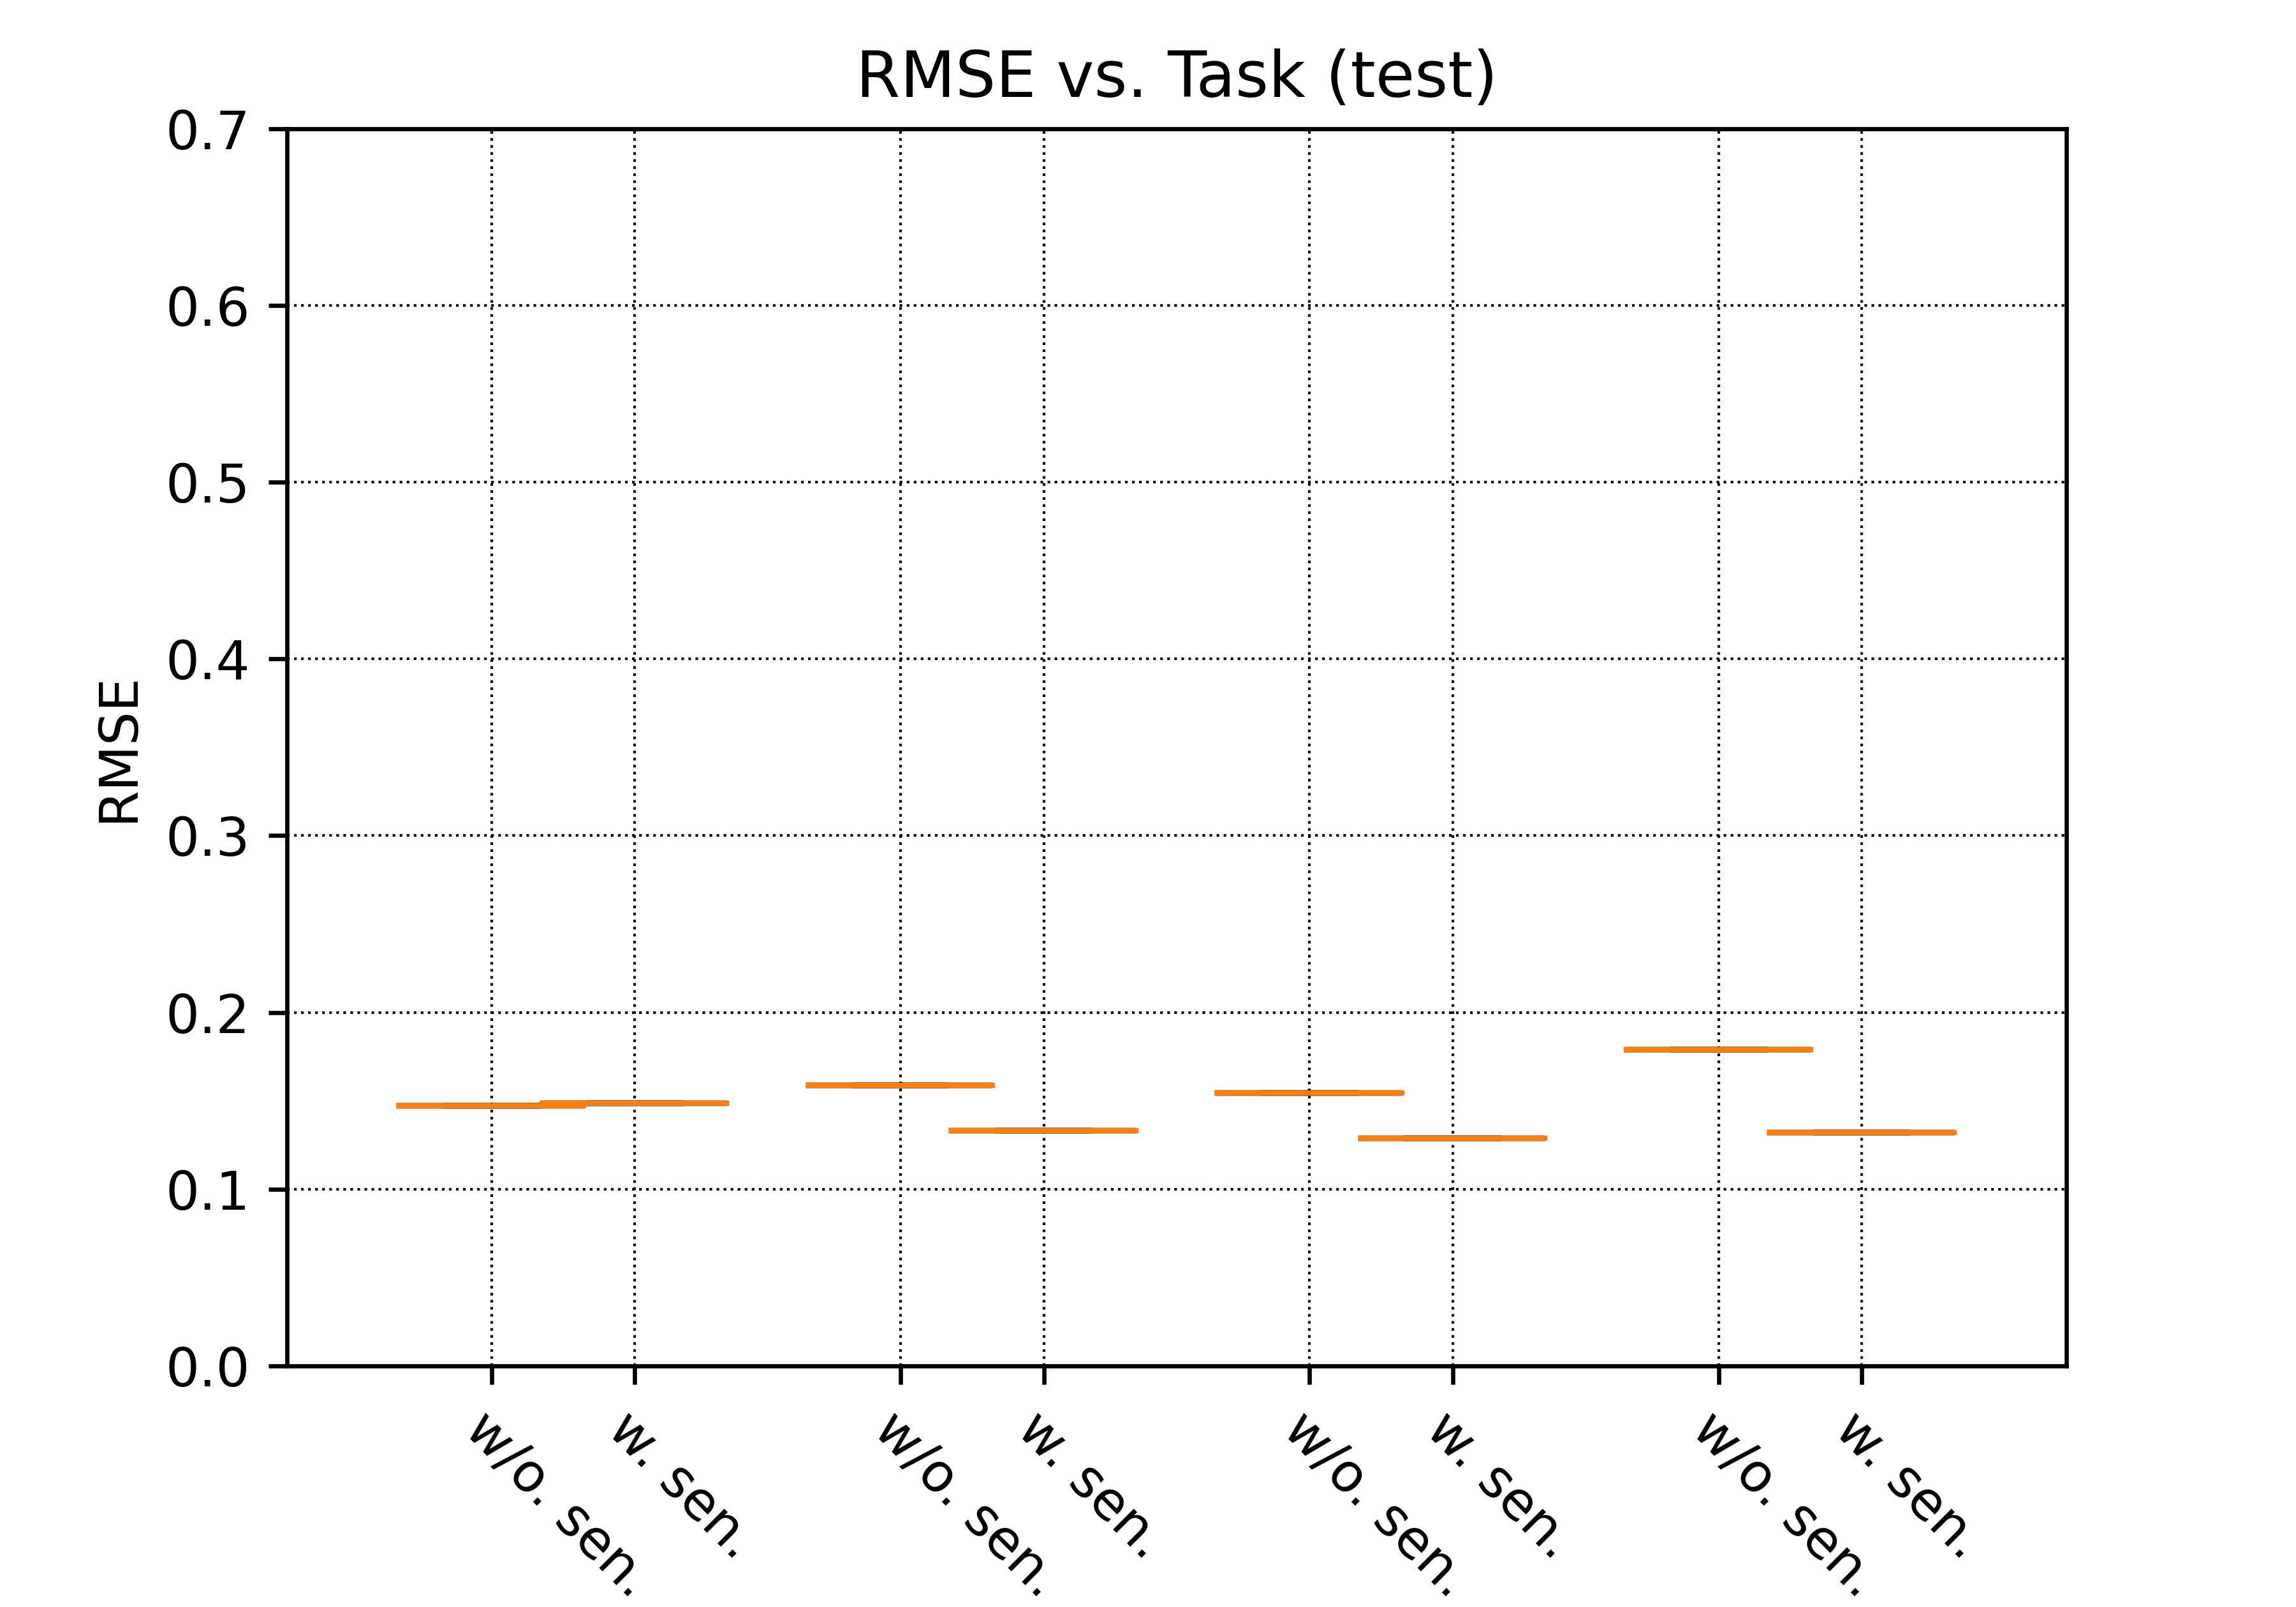 RMSE vs. Task (test)
RMSE
0.7
0.6
0.5
0.4
0.3
0.2
0.1
0.0
w/o. sen.
w. sen.
w/o. sen.
w. sen.
w/o. sen.
w. sen.
w/o. sen.
w. sen.